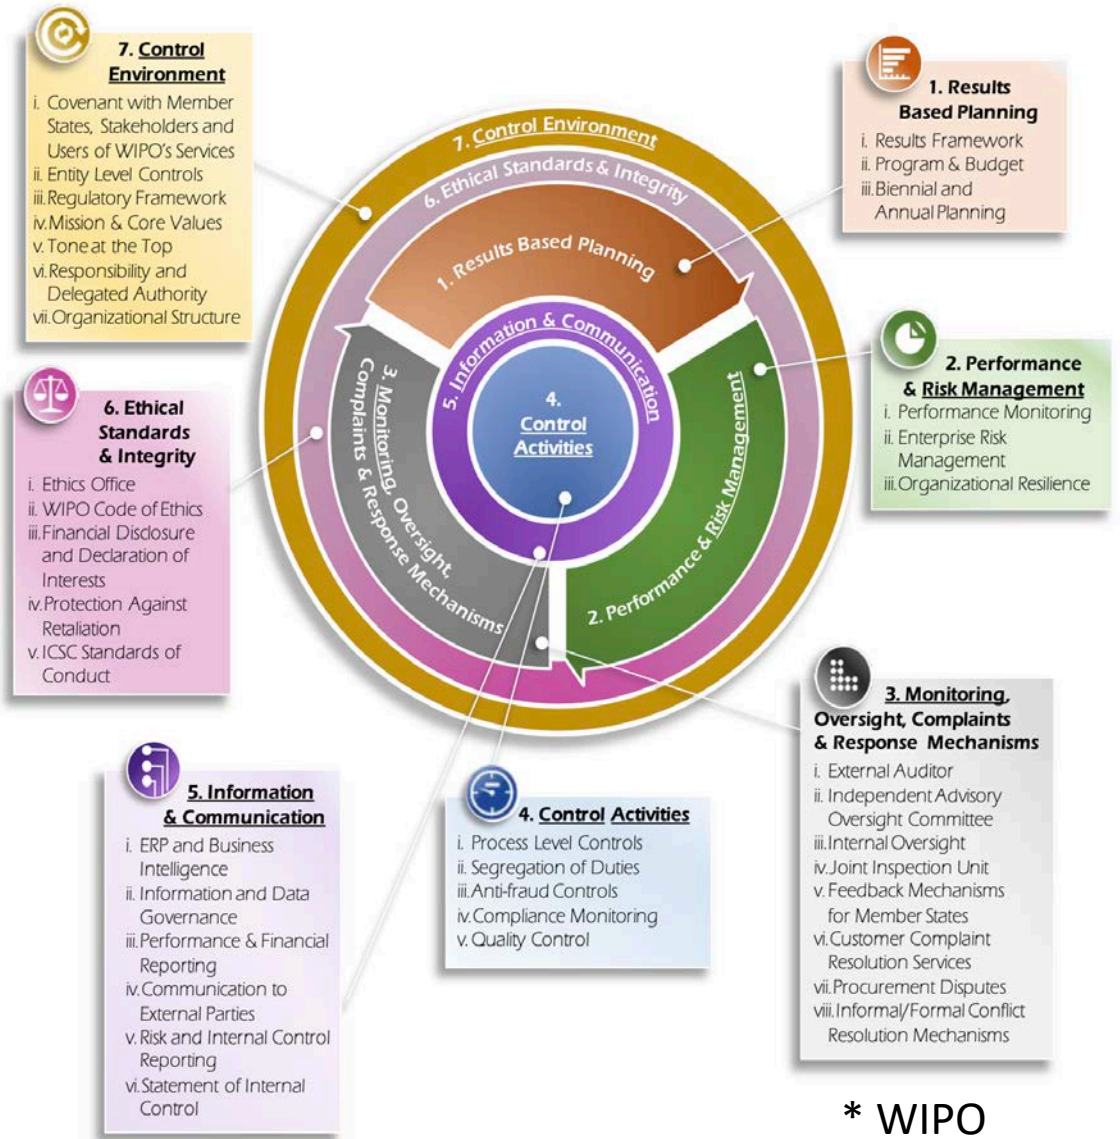 7. Control
Environment
i. Covenant with Member
States, Stakeholders and
Users of WIPO's Services
ii. Entity Level Controls
iii. Regulatory Framework
iv. Mission & Core Values
v. Tone at the Top
vi. Responsibility and
Delegated Authority
vii. Organizational Structure
1. Results
Based Planning
i. Results Framework
ii. Program & Budget
iii. Biennial and
Annual Planning
7. Control Environment
6. Ethical Standards & Integrity
1. Results Based Planning
5. Information & Communication
4.
Control
Activities
3. Monitoring, Oversight,
Complaints & Response Mechanisms
2. Performance & Risk Management
2. Performance
& Risk Management
i. Performance Monitoring
ii. Enterprise Risk
Management
iii. Organizational Resilience
6. Ethical
Standards
& Integrity
i. Ethics Office
ii. WIPO Code of Ethics
iii. Financial Disclosure
and Declaration of
Interests
iv. Protection Against
Retaliation
v. ICSC Standards of
Conduct
3. Monitoring,
Oversight, Complaints
& Response Mechanisms
i. External Auditor
ii. Independent Advisory
Oversight Committee
iii. Internal Oversight
iv. Joint Inspection Unit
v. Feedback Mechanisms
for Member States
vi. Customer Complaint
Resolution Services
vii. Procurement Disputes
viii. Informal/Formal Conflict
Resolution Mechanisms
5. Information
& Communication
i. ERP and Business
Intelligence
ii. Information and Data
Governance
iii. Performance & Financial
Reporting
iv. Communication to
External Parties
v. Risk and Internal Control
Reporting
vi. Statement of Internal
Control
4. Control Activities
i. Process Level Controls
ii. Segregation of Duties
iii. Anti-fraud Controls
iv. Compliance Monitoring
v. Quality Control
* WIPO